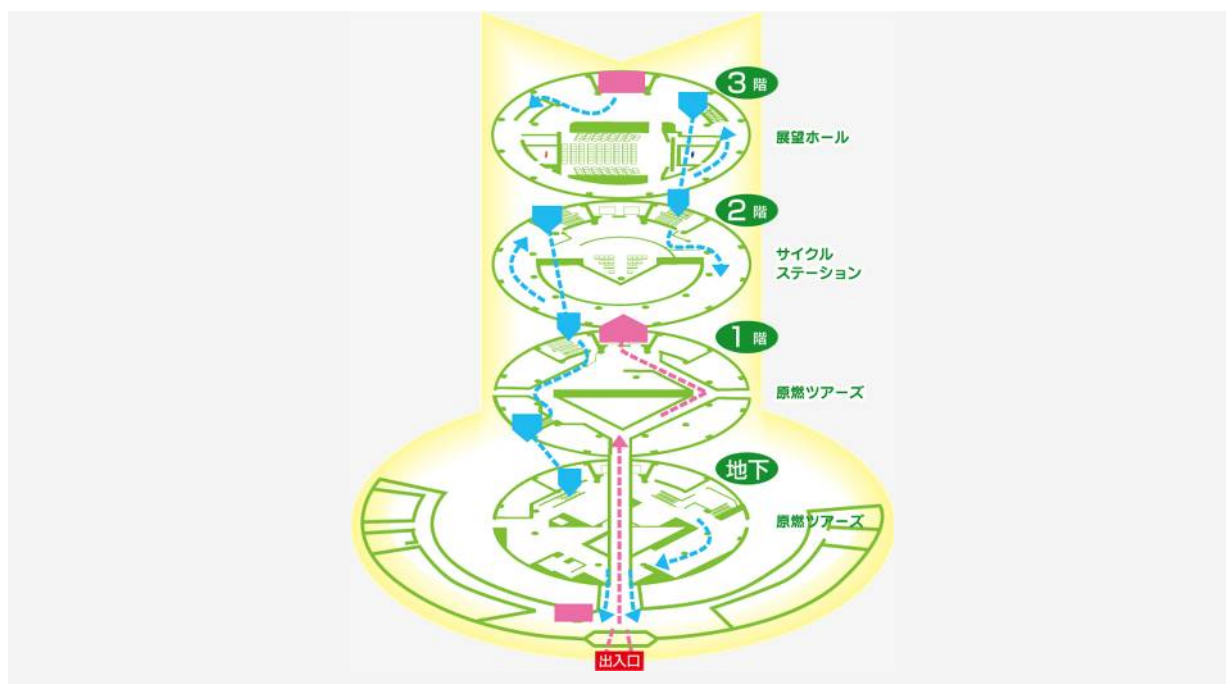 3階
展望ホール
2階
サイクル
ステーション
1階
原燃ツアーズ
地下
原燃ツアーズ
出入口